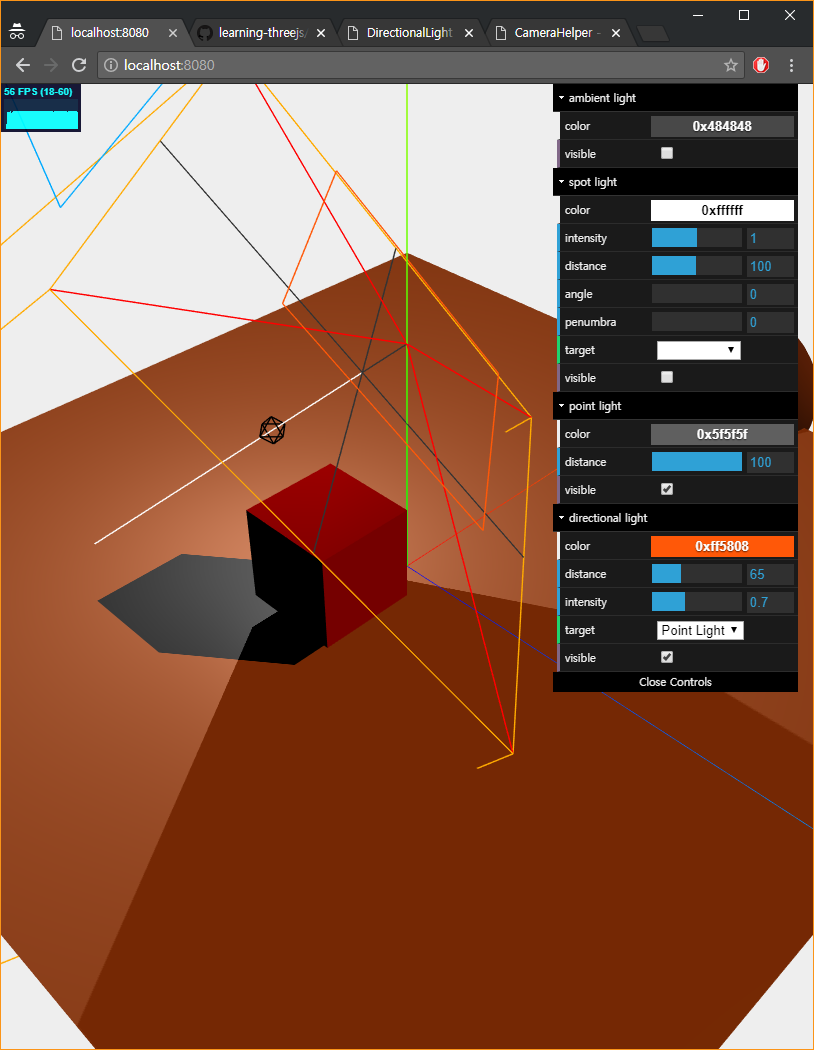 localhost:8080
learning-threejs
DirectionalLight
CameraHelper -
localhost:8080
56 FPS (18-60)
ambient light
color 0x484848
visible
spot light
color 0xffffff
intensity 1
distance 100
angle 0
penumbra 0
target
visible
point light
color 0x5f5f5f
distance 100
visible
directional light
color 0xff5808
distance 65
intensity 0.7
target Point Light
visible
Close Controls